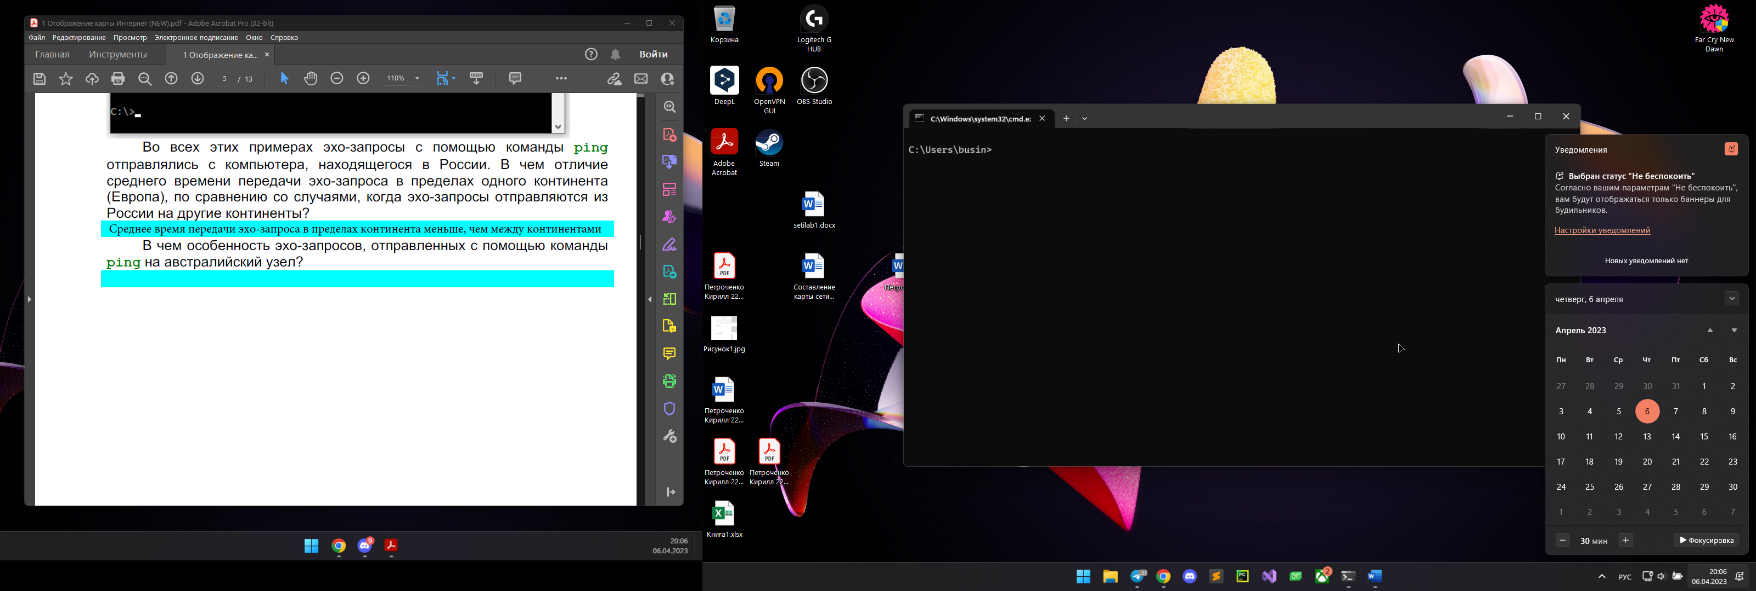 1 Отображение карты Интернет (NEW).pdf - Adobe Acrobat Pro (32-bit)
Файл Редактирование Просмотр Электронное подписание Окно Справка
Главная Инструменты 1 Отображение ка... × Войти
5 / 13 110%
C:\>
Во всех этих примерах эхо-запросы с помощью команды ping
отправлялись с компьютера, находящегося в России. В чем отличие
среднего времени передачи эхо-запроса в пределах одного континента
(Европа), по сравнению со случаями, когда эхо-запросы отправляются из
России на другие континенты?
Среднее время передачи эхо-запроса в пределах континента меньше, чем между континентами
В чем особенность эхо-запросов, отправленных с помощью команды
ping на австралийский узел?
20:06
06.04.2023
Корзина
Logitech G
HUB
DeepL
OpenVPN
GUI
OBS Studio
Adobe
Acrobat
Steam
setilab1.docx
Петроченко
Кирилл 22...
Составление
карты сети...
Рисунок1.jpg
Петроченко
Кирилл 22...
Петроченко
Кирилл 22...
Петроченко
Кирилл 22...
Книга1.xlsx
Far Cry New
Dawn
C:\Windows\system32\cmd.e:
C:\Users\busin>
Уведомления
Выбран статус "Не беспокоить"
Согласно вашим параметрам "Не беспокоить",
вам будут отображаться только баннеры для
будильников.
Настройки уведомлений
Новых уведомлений нет
четверг, 6 апреля
Апрель 2023
Пн Вт Ср Чт Пт Сб Вс
27 28 29 30 31 1 2
3 4 5 6 7 8 9
10 11 12 13 14 15 16
17 18 19 20 21 22 23
24 25 26 27 28 29 30
1 2 3 4 5 6 7
30 мин Фокусировка
РУС
20:06
06.04.2023